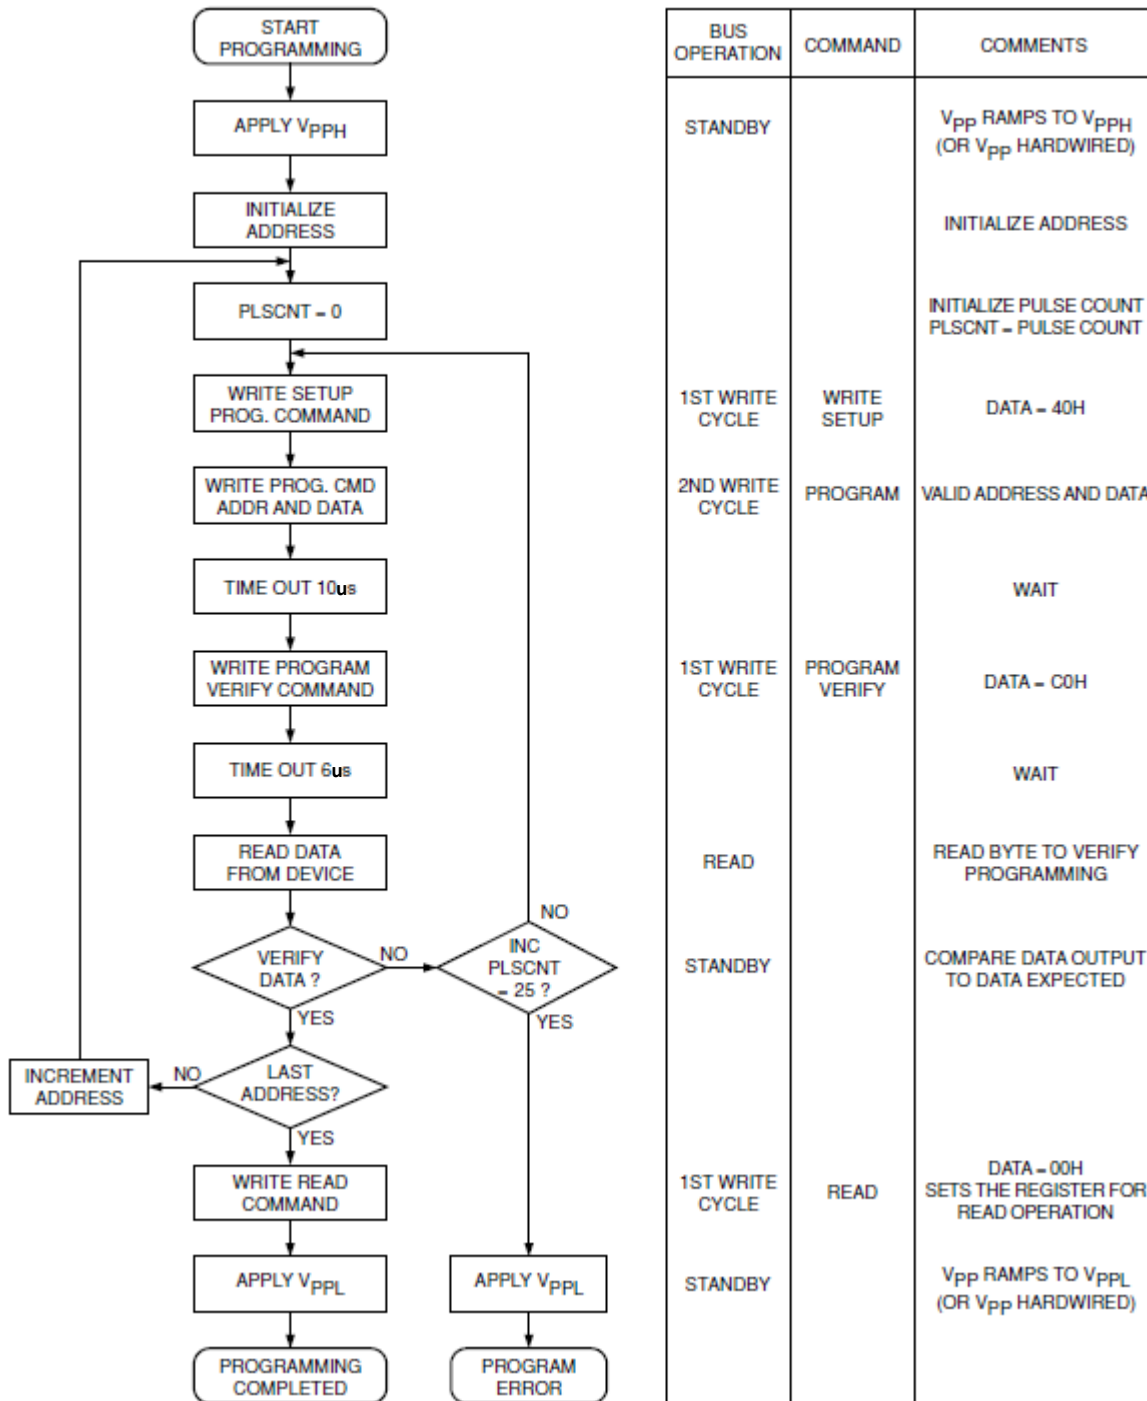 START
PROGRAMMING
APPLY VPPH
INITIALIZE
ADDRESS
PLSCNT = 0
WRITE SETUP
PROG. COMMAND
WRITE PROG. CMD
ADDR AND DATA
TIME OUT 10us
WRITE PROGRAM
VERIFY COMMAND
TIME OUT 6us
READ DATA
FROM DEVICE
VERIFY
DATA ?
NO
YES
INC
PLSCNT
= 25 ?
NO
YES
LAST
ADDRESS?
NO
YES
INCREMENT
ADDRESS
WRITE READ
COMMAND
APPLY VPPL
PROGRAMMING
COMPLETED
APPLY VPPL
PROGRAM
ERROR
BUS
OPERATION
COMMAND
COMMENTS
STANDBY
VPP RAMPS TO VPPH
(OR VPP HARDWIRED)
INITIALIZE ADDRESS
INITIALIZE PULSE COUNT
PLSCNT = PULSE COUNT
1ST WRITE
CYCLE
WRITE
SETUP
DATA = 40H
2ND WRITE
CYCLE
PROGRAM
VALID ADDRESS AND DATA
WAIT
1ST WRITE
CYCLE
PROGRAM
VERIFY
DATA = C0H
WAIT
READ
READ BYTE TO VERIFY
PROGRAMMING
STANDBY
COMPARE DATA OUTPUT
TO DATA EXPECTED
1ST WRITE
CYCLE
READ
DATA = 00H
SETS THE REGISTER FOR
READ OPERATION
STANDBY
VPP RAMPS TO VPPL
(OR VPP HARDWIRED)